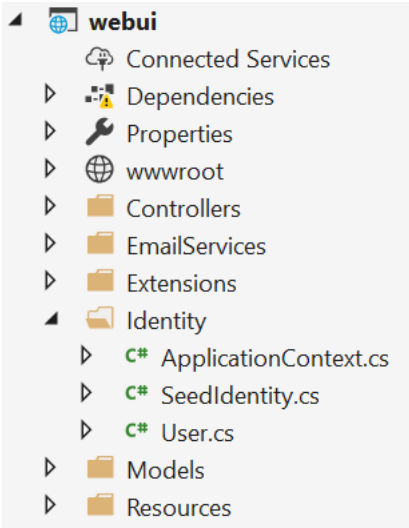 webui
Connected Services
Dependencies
Properties
wwwroot
Controllers
EmailServices
Extensions
Identity
C# ApplicationContext.cs
C# SeedIdentity.cs
C# User.cs
Models
Resources